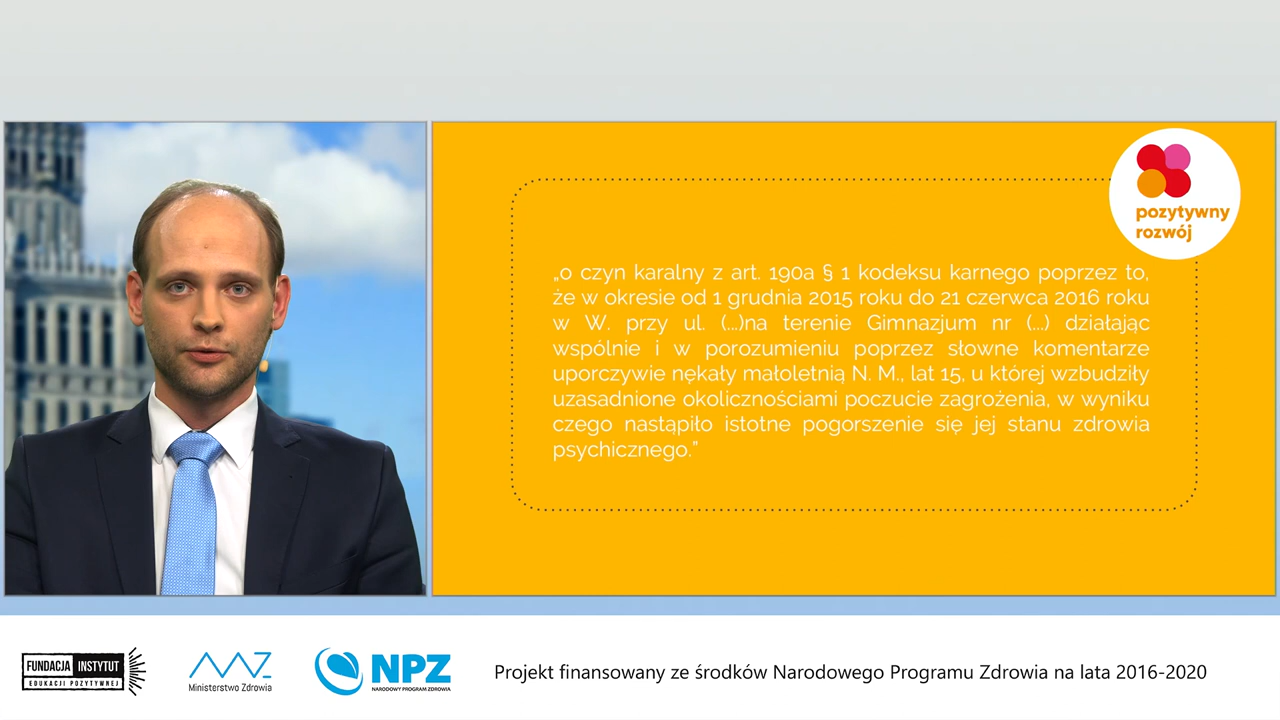 pozytywny
rozwój
„o czyn karalny z art. 190a § 1 kodeksu karnego poprzez to,
że w okresie od 1 grudnia 2015 roku do 21 czerwca 2016 roku
w W. przy ul. (...)na terenie Gimnazjum nr (...) działając
wspólnie i w porozumieniu poprzez słowne komentarze
uporczywie nękały małoletnią N. M., lat 15, u której wzbudziły
uzasadnione okolicznościami poczucie zagrożenia, w wyniku
czego nastąpiło istotne pogorszenie się jej stanu zdrowia
psychicznego.”
FUNDACJA INSTYTUT
EDUKACJI POZYTYWNEJ
Ministerstwo Zdrowia
NPZ
NARODOWY PROGRAM ZDROWIA
Projekt finansowany ze środków Narodowego Programu Zdrowia na lata 2016-2020